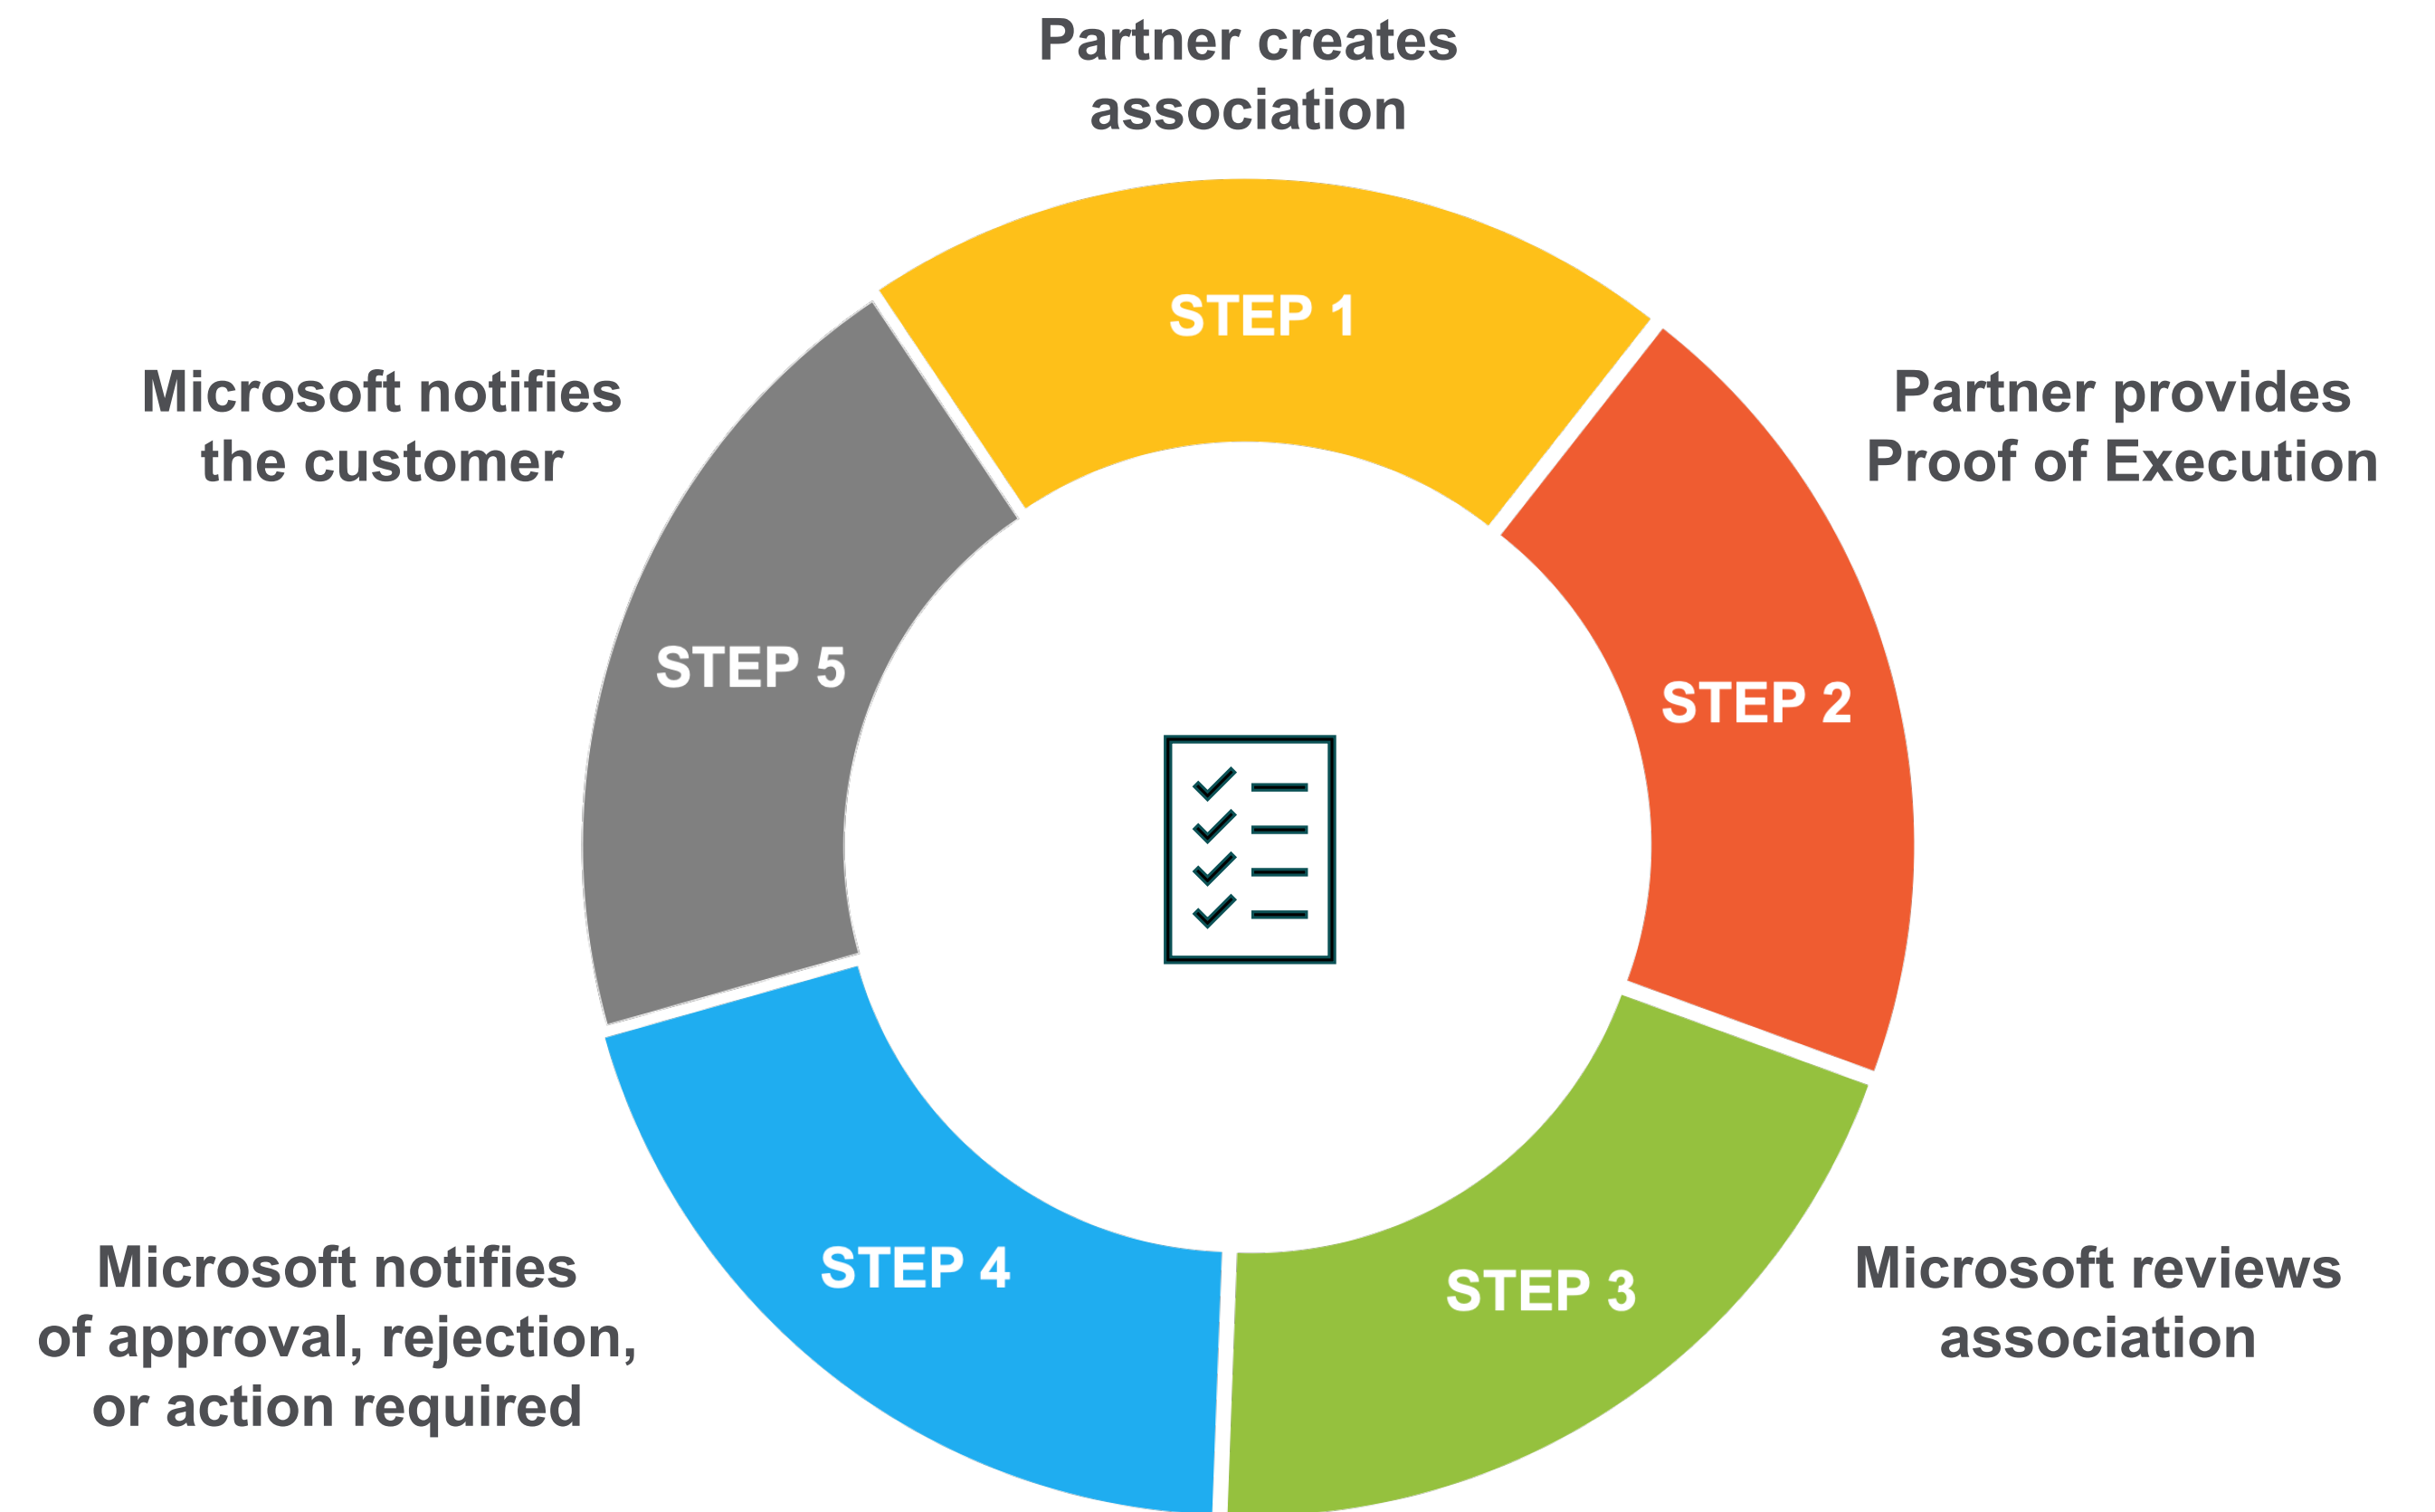 Partner creates
association
STEP 1
Partner provides
Proof of Execution
STEP 2
Microsoft reviews
association
STEP 3
Microsoft notifies
of approval, rejection,
or action required
STEP 4
Microsoft notifies
the customer
STEP 5